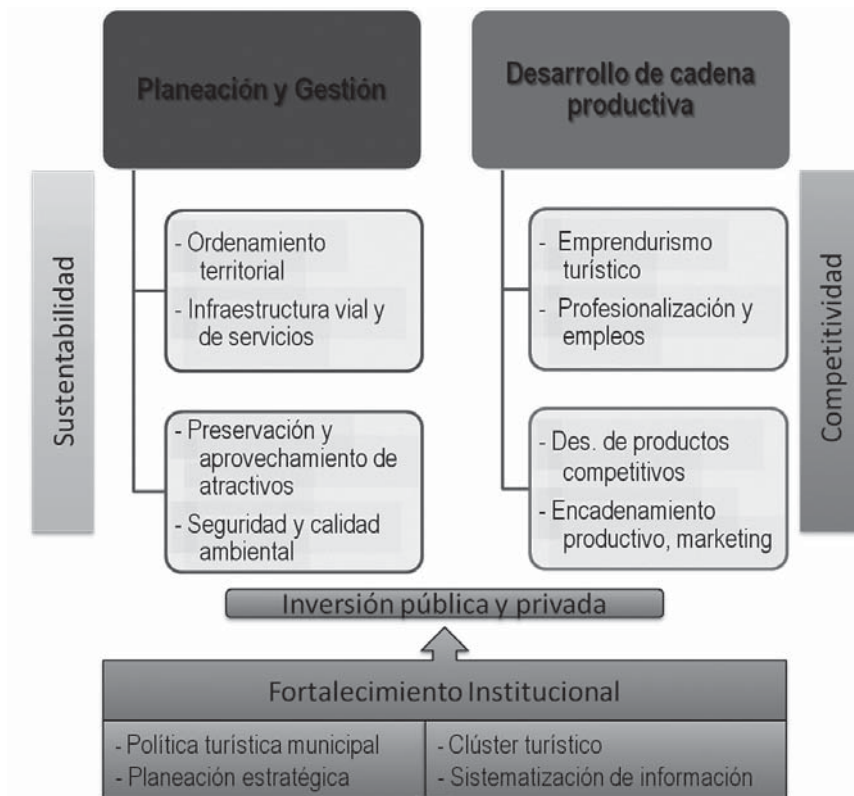 Planeación y Gestión
Desarrollo de cadena
productiva
Sustentabilidad
- Ordenamiento
territorial
- Infraestructura vial y
de servicios
- Preservación y
aprovechamiento de
atractivos
- Seguridad y calidad
ambiental
- Emprendurismo
turístico
- Profesionalización y
empleos
- Des. de productos
competitivos
- Encadenamiento
productivo, marketing
Competitividad
Inversión pública y privada
Fortalecimiento Institucional
- Política turística municipal
- Planeación estratégica
- Clúster turístico
- Sistematización de información